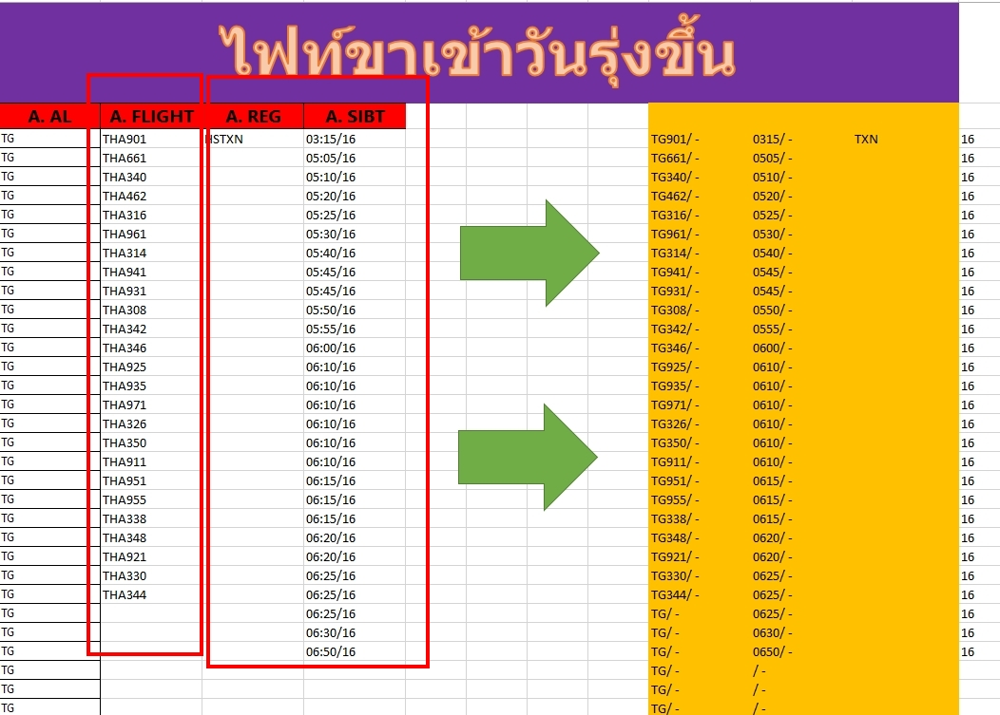 ไฟท์ขาเข้าวันรุ่งขึ้น
A. AL A. FLIGHT A. REG A. SIBT
TG THA901 HSTXN 03:15/16 TG901/ - 0315/ - TXN 16
TG THA661 05:05/16 TG661/ - 0505/ - 16
TG THA340 05:10/16 TG340/ - 0510/ - 16
TG THA462 05:20/16 TG462/ - 0520/ - 16
TG THA316 05:25/16 TG316/ - 0525/ - 16
TG THA961 05:30/16 TG961/ - 0530/ - 16
TG THA314 05:40/16 TG314/ - 0540/ - 16
TG THA941 05:45/16 TG941/ - 0545/ - 16
TG THA931 05:45/16 TG931/ - 0545/ - 16
TG THA308 05:50/16 TG308/ - 0550/ - 16
TG THA342 05:55/16 TG342/ - 0555/ - 16
TG THA346 06:00/16 TG346/ - 0600/ - 16
TG THA925 06:10/16 TG925/ - 0610/ - 16
TG THA935 06:10/16 TG935/ - 0610/ - 16
TG THA971 06:10/16 TG971/ - 0610/ - 16
TG THA326 06:10/16 TG326/ - 0610/ - 16
TG THA350 06:10/16 TG350/ - 0610/ - 16
TG THA911 06:10/16 TG911/ - 0610/ - 16
TG THA951 06:15/16 TG951/ - 0615/ - 16
TG THA955 06:15/16 TG955/ - 0615/ - 16
TG THA338 06:15/16 TG338/ - 0615/ - 16
TG THA348 06:20/16 TG348/ - 0620/ - 16
TG THA921 06:20/16 TG921/ - 0620/ - 16
TG THA330 06:25/16 TG330/ - 0625/ - 16
TG THA344 06:25/16 TG344/ - 0625/ - 16
TG 06:25/16 TG/ - 0625/ - 16
TG 06:30/16 TG/ - 0630/ - 16
TG 06:50/16 TG/ - 0650/ - 16
TG TG/ - / -
TG TG/ - / -
TG TG/ - / -